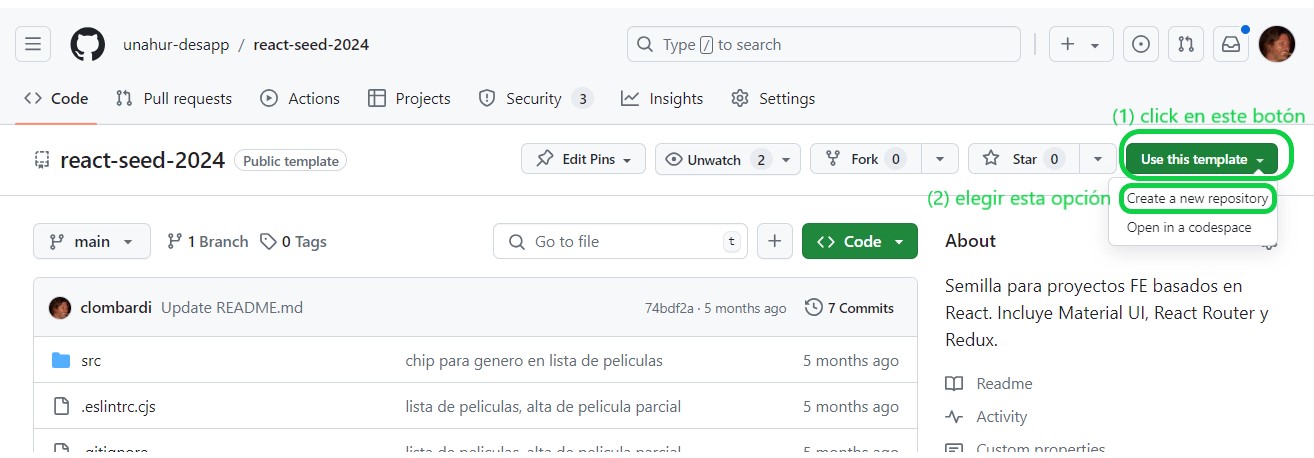 unahur-desapp / react-seed-2024 Type / to search
Code Pull requests Actions Projects Security 3 Insights Settings
(1) click en este botón
react-seed-2024 Public template Edit Pins Unwatch 2 Fork 0 Star 0 Use this template
(2) elegir esta opción Create a new repository
Open in a codespace
main 1 Branch 0 Tags Go to file t Code
About
clombardi Update README.md 74bdf2a · 5 months ago 7 Commits
Semilla para proyectos FE basados en
React. Incluye Material UI, React Router y
Redux.
src chip para genero en lista de peliculas 5 months ago
Readme
.eslintrc.cjs lista de peliculas, alta de pelicula parcial 5 months ago
Activity
.gitignore lista de peliculas, alta de pelicula parcial 5 months ago
Custom properties